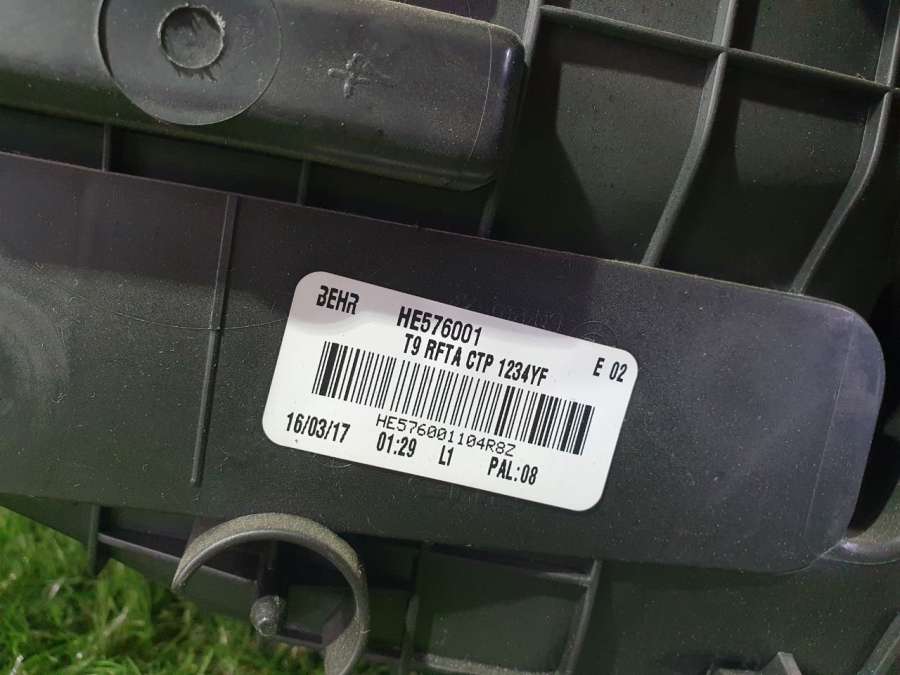 BEHR
HE576001
T9 RFTA CTP 1234YF
E 02
HE576001104R8Z
16/03/17 01:29 L1 PAL:08